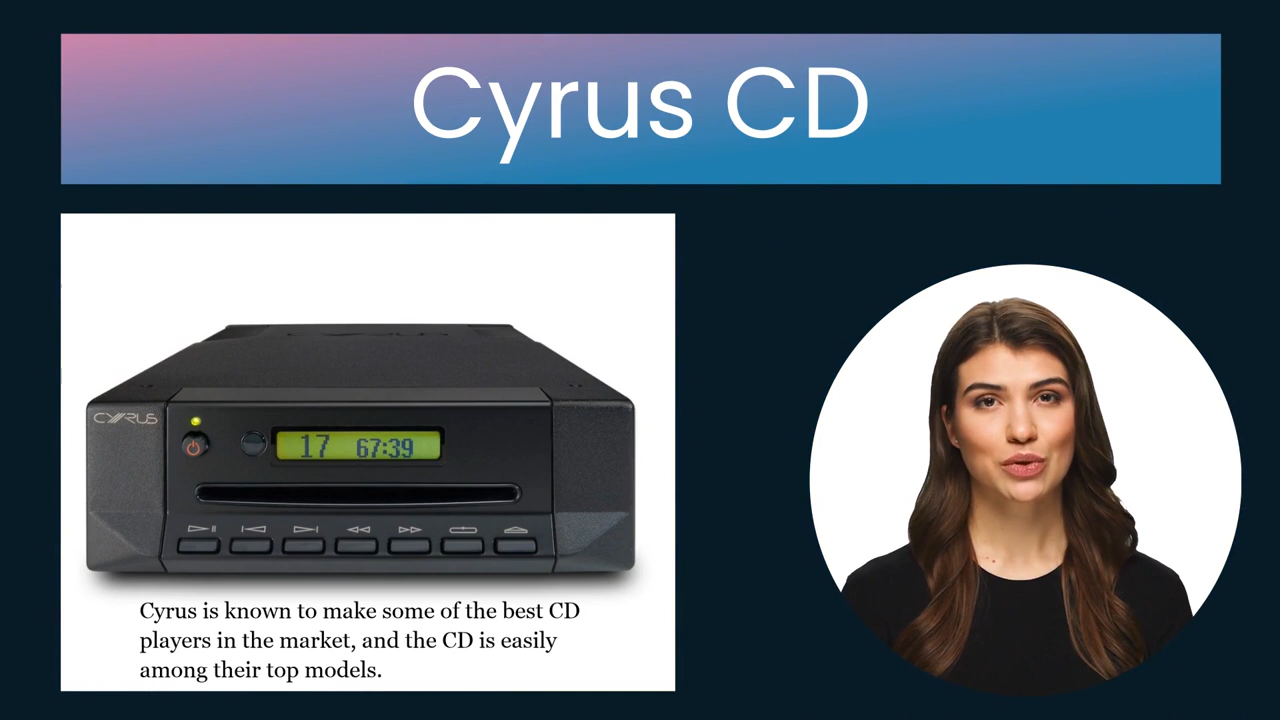 Cyrus CD
CYRUS
17 67:39
Cyrus is known to make some of the best CD
players in the market, and the CD is easily
among their top models.